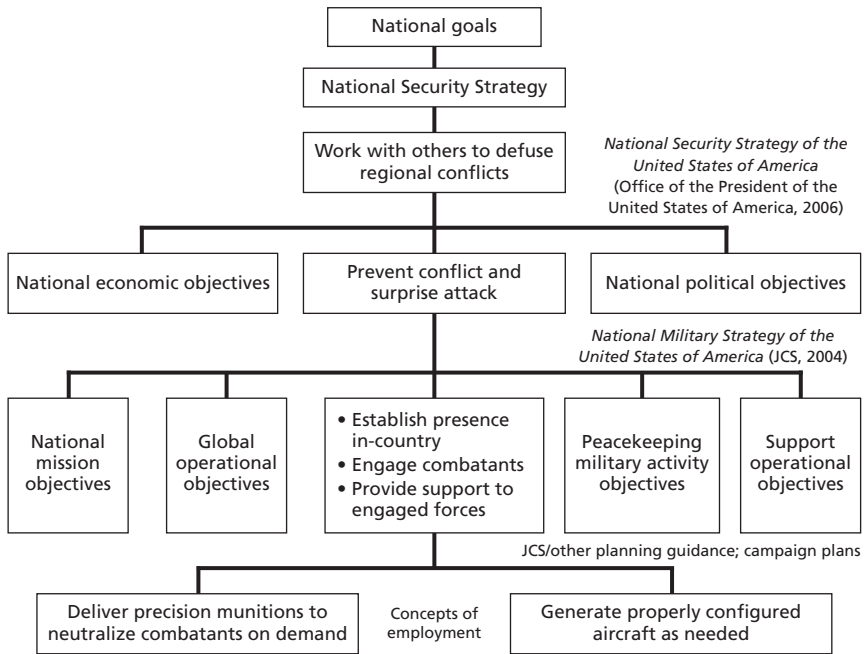 National goals
National Security Strategy
Work with others to defuse
regional conflicts
National Security Strategy of the
United States of America
(Office of the President of the
United States of America, 2006)
National economic objectives
Prevent conflict and
surprise attack
National political objectives
National Military Strategy of the
United States of America (JCS, 2004)
National
mission
objectives
Global
operational
objectives
• Establish presence
in-country
• Engage combatants
• Provide support to
engaged forces
Peacekeeping
military activity
objectives
Support
operational
objectives
JCS/other planning guidance; campaign plans
Deliver precision munitions to
neutralize combatants on demand
Concepts of
employment
Generate properly configured
aircraft as needed